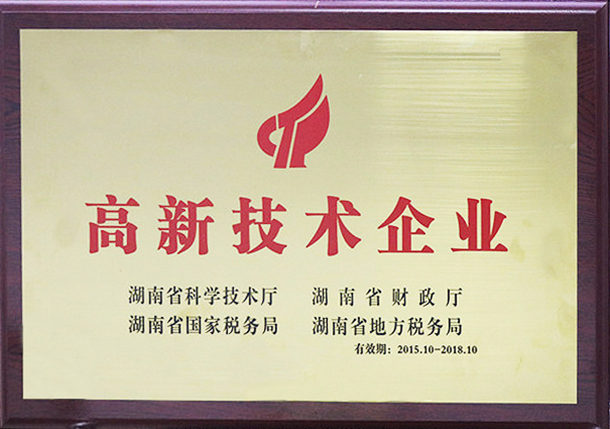 高新技术企业
湖南省科学技术厅 湖南省财政厅
湖南省国家税务局 湖南省地方税务局
有效期：2015.10-2018.10